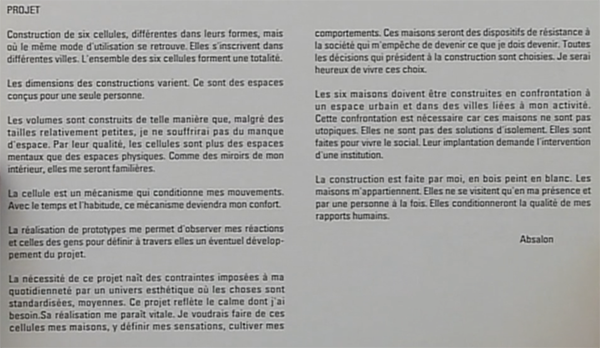 PROJET
Construction de six cellules, différentes dans leurs formes, mais
où le même mode d'utilisation se retrouve. Elles s'inscrivent dans
différentes villes. L'ensemble des six cellules forment une totalité.
Les dimensions des constructions varient. Ce sont des espaces
conçus pour une seule personne.
Les volumes sont construits de telle manière que, malgré des
tailles relativement petites, je ne souffrirai pas du manque
d'espace. Par leur qualité, les cellules sont plus des espaces
mentaux que des espaces physiques. Comme des miroirs de mon
intérieur, elles me seront familières.
La cellule est un mécanisme qui conditionne mes mouvements.
Avec le temps et l'habitude, ce mécanisme deviendra mon confort.
La réalisation de prototypes me permet d'observer mes réactions
et celles des gens pour définir à travers elles un éventuel dévelop-
pement du projet.
La nécessité de ce projet naît des contraintes imposées à ma
quotidienneté par un univers esthétique où les choses sont
standardisées, moyennes. Ce projet reflète le calme dont j'ai
besoin.Sa réalisation me paraît vitale. Je voudrais faire de ces
cellules mes maisons, y définir mes sensations, cultiver mes
comportements. Ces maisons seront des dispositifs de résistance à
la société qui m'empêche de devenir ce que je dois devenir. Toutes
les décisions qui président à la construction sont choisies. Je serai
heureux de vivre ces choix.
Les six maisons doivent être construites en confrontation à
un espace urbain et dans des villes liées à mon activité.
Cette confrontation est nécessaire car ces maisons ne sont pas
utopiques. Elles ne sont pas des solutions d'isolement. Elles sont
faites pour vivre le social. Leur implantation demande l'intervention
d'une institution.
La construction est faite par moi, en bois peint en blanc. Les
maisons m'appartiennent. Elles ne se visitent qu'en ma présence et
par une personne à la fois. Elles conditionneront la qualité de mes
rapports humains.
Absalon